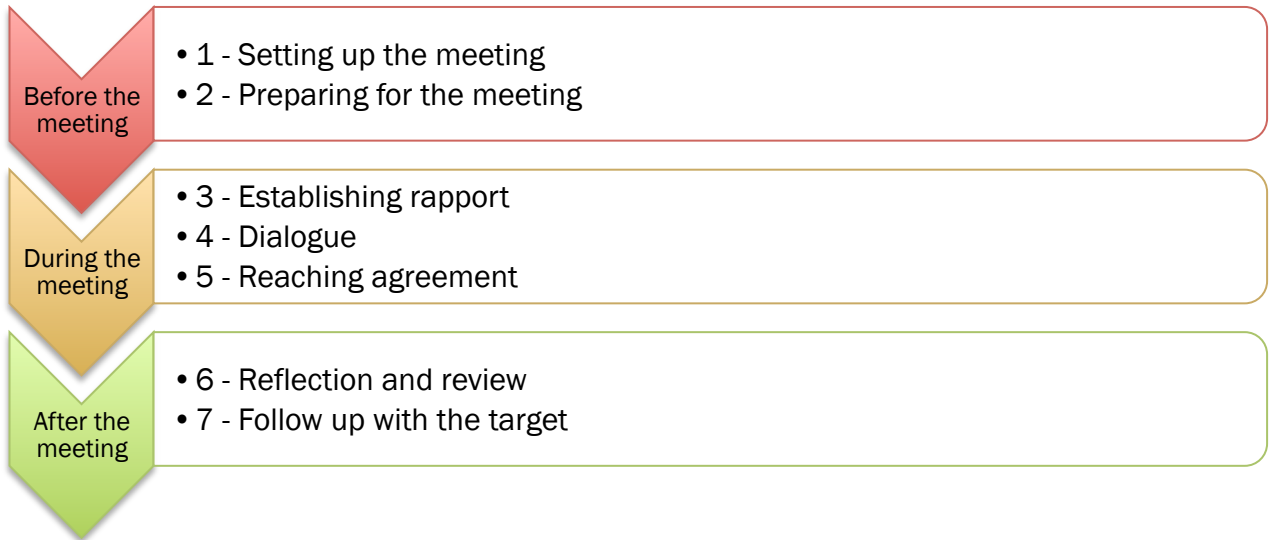 Before the
meeting
• 1 - Setting up the meeting
• 2 - Preparing for the meeting
During the
meeting
• 3 - Establishing rapport
• 4 - Dialogue
• 5 - Reaching agreement
After the
meeting
• 6 - Reflection and review
• 7 - Follow up with the target